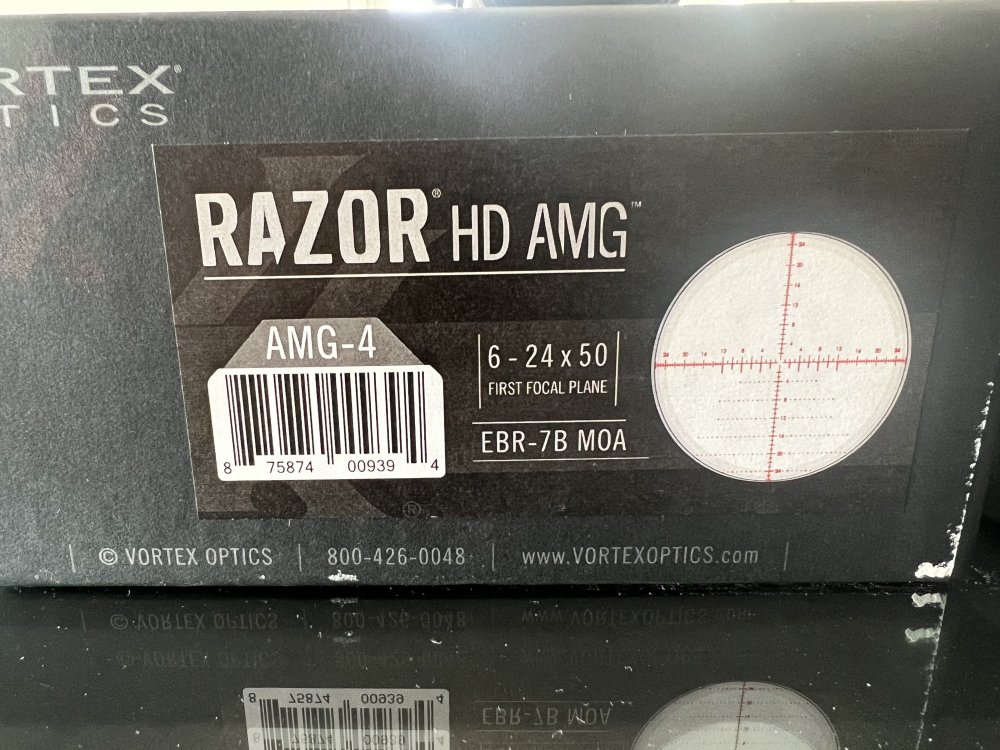 RTEX®
TICS
RAZOR® HD AMG™
AMG-4
8 75874 00939 4
6 - 24 x 50
FIRST FOCAL PLANE
EBR-7B MOA
®
© VORTEX OPTICS | 800-426-0048 | www.VORTEXOPTICS.com